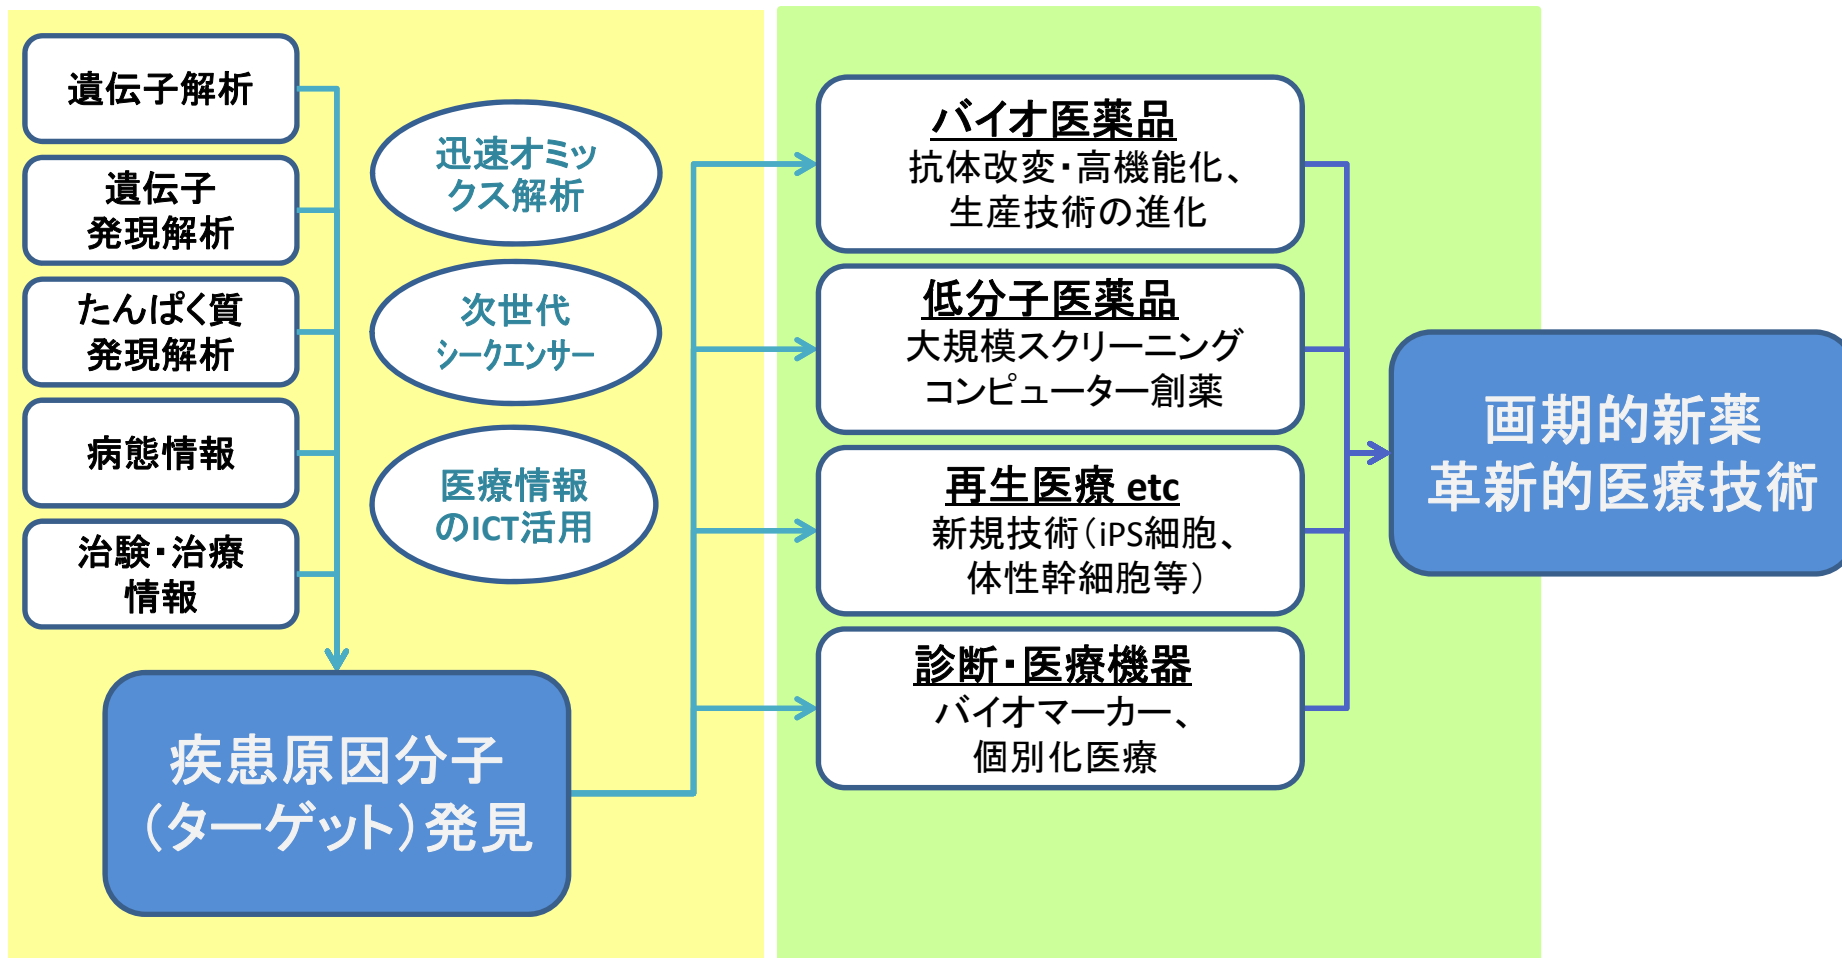 遺伝子解析
遺伝子
発現解析
たんぱく質
発現解析
病態情報
治験・治療
情報
迅速オミッ
クス解析
次世代
シークエンサー
医療情報
のICT活用
疾患原因分子
（ターゲット）発見
バイオ医薬品
抗体改変・高機能化、
生産技術の進化
低分子医薬品
大規模スクリーニング
コンピューター創薬
再生医療 etc
新規技術（iPS細胞、
体性幹細胞等）
診断・医療機器
バイオマーカー、
個別化医療
画期的新薬
革新的医療技術